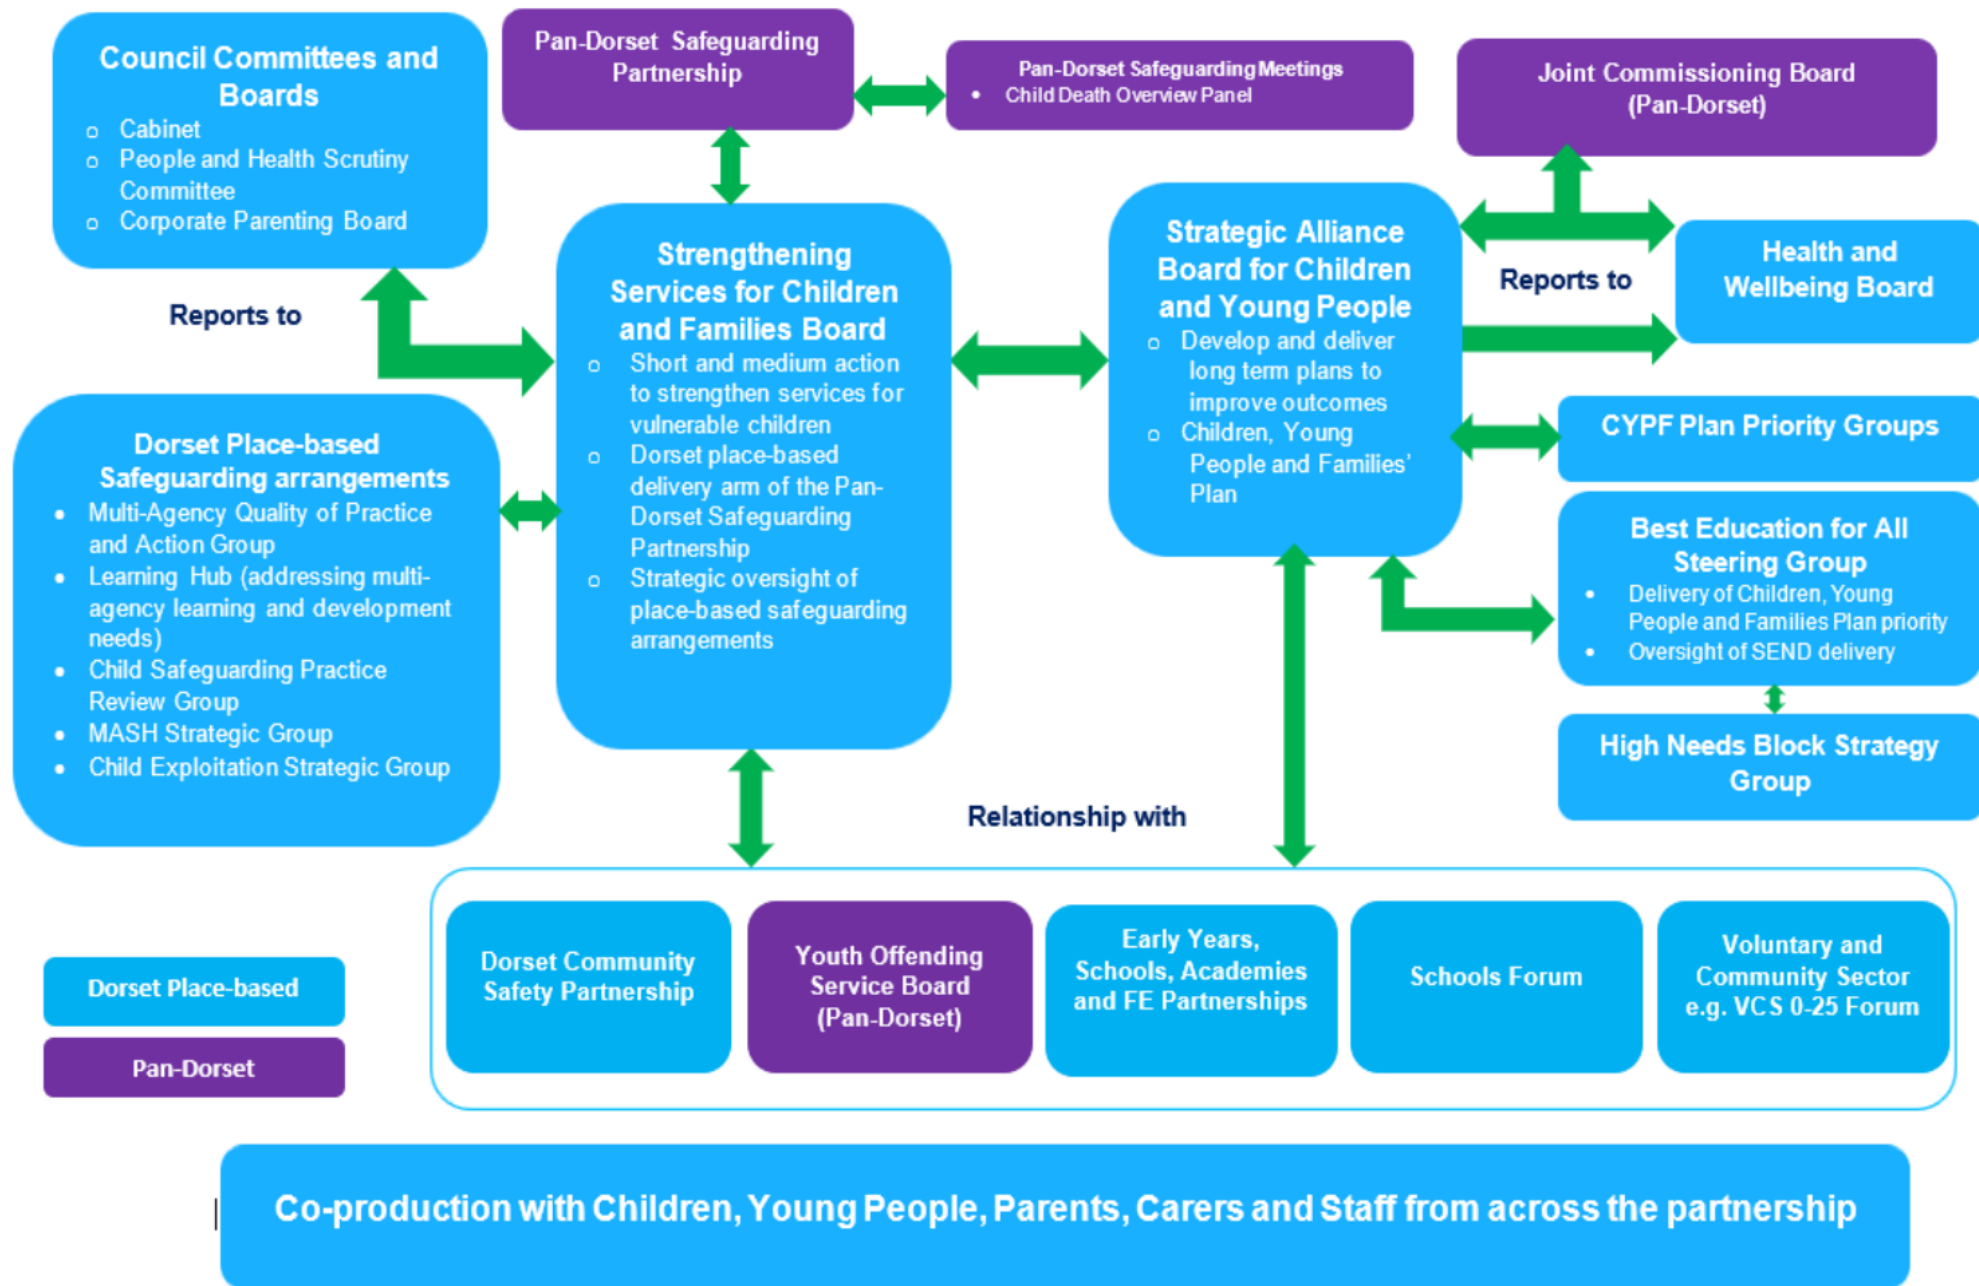 Council Committees and
Boards
o Cabinet
o People and Health Scrutiny
Committee
o Corporate Parenting Board
Pan-Dorset Safeguarding
Partnership
Pan-Dorset Safeguarding Meetings
• Child Death Overview Panel
Joint Commissioning Board
(Pan-Dorset)
Reports to
Strengthening
Services for Children
and Families Board
o Short and medium action
to strengthen services for
vulnerable children
o Dorset place-based
delivery arm of the Pan-
Dorset Safeguarding
Partnership
o Strategic oversight of
place-based safeguarding
arrangements
Strategic Alliance
Board for Children
and Young People
o Develop and deliver
long term plans to
improve outcomes
o Children, Young
People and Families'
Plan
Reports to
Health and
Wellbeing Board
Dorset Place-based
Safeguarding arrangements
• Multi-Agency Quality of Practice
and Action Group
• Learning Hub (addressing multi-
agency learning and development
needs)
• Child Safeguarding Practice
Review Group
• MASH Strategic Group
• Child Exploitation Strategic Group
CYPF Plan Priority Groups
Best Education for All
Steering Group
• Delivery of Children, Young
People and Families Plan priority
• Oversight of SEND delivery
High Needs Block Strategy
Group
Relationship with
Dorset Community
Safety Partnership
Youth Offending
Service Board
(Pan-Dorset)
Early Years,
Schools, Academies
and FE Partnerships
Schools Forum
Voluntary and
Community Sector
e.g. VCS 0-25 Forum
Dorset Place-based
Pan-Dorset
Co-production with Children, Young People, Parents, Carers and Staff from across the partnership